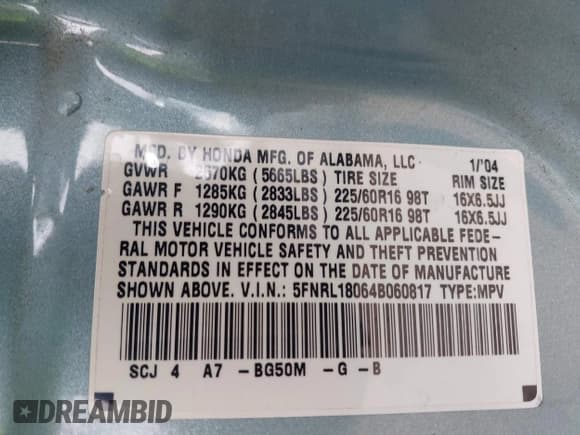 MFD. BY HONDA MFG. OF ALABAMA, LLC 1/'04
GVWR 2570KG (5665LBS) TIRE SIZE RIM SIZE
GAWR F 1285KG (2833LBS) 225/60R16 98T 16X6.5JJ
GAWR R 1290KG (2845LBS) 225/60R16 98T 16X6.5JJ
THIS VEHICLE CONFORMS TO ALL APPLICABLE FEDE-
RAL MOTOR VEHICLE SAFETY AND THEFT PREVENTION
STANDARDS IN EFFECT ON THE DATE OF MANUFACTURE
SHOWN ABOVE. V.I.N.: 5FNRL18064B060817 TYPE:MPV
SCJ 4 A7 -BG50M -G -B
DREAMBID